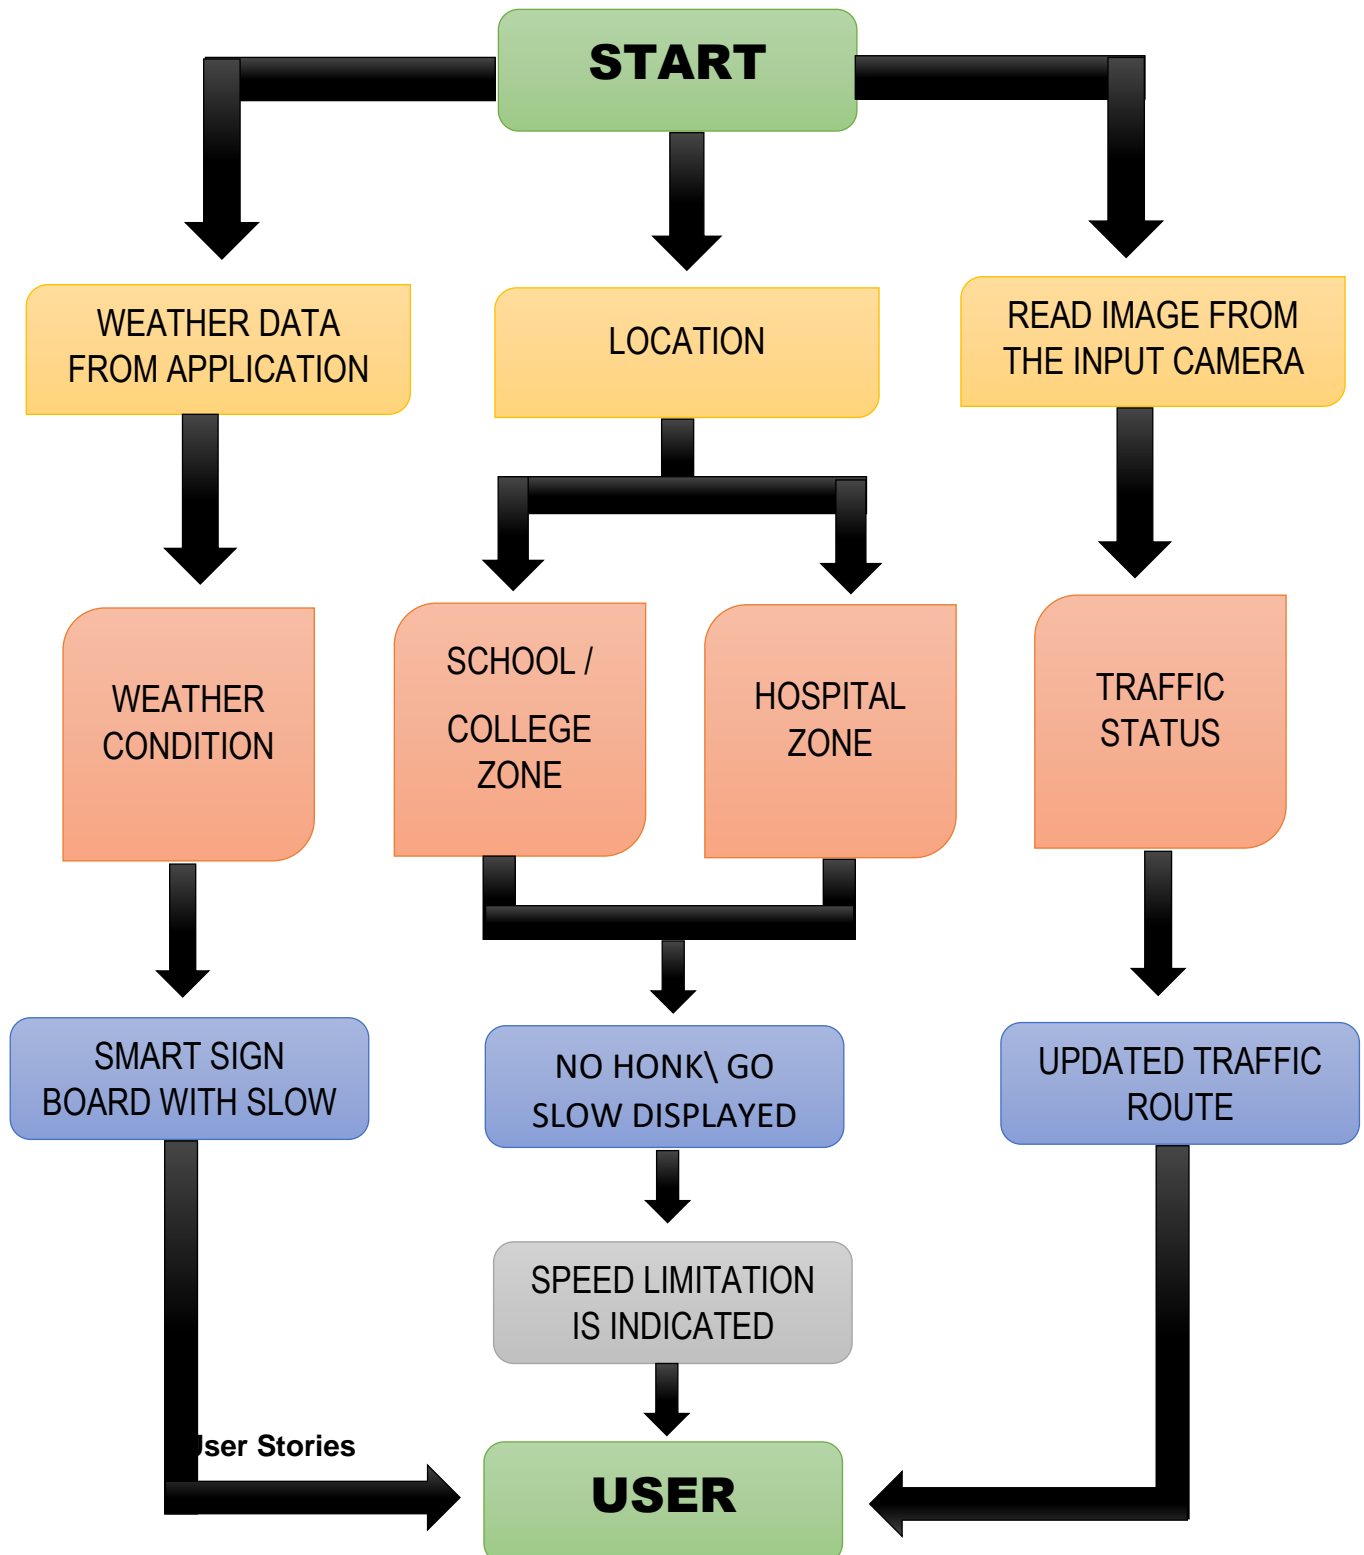 START
WEATHER DATA
FROM APPLICATION
LOCATION
READ IMAGE FROM
THE INPUT CAMERA
WEATHER
CONDITION
SCHOOL /
COLLEGE
ZONE
HOSPITAL
ZONE
TRAFFIC
STATUS
SMART SIGN
BOARD WITH SLOW
NO HONK\ GO
SLOW DISPLAYED
UPDATED TRAFFIC
ROUTE
SPEED LIMITATION
IS INDICATED
User Stories
USER